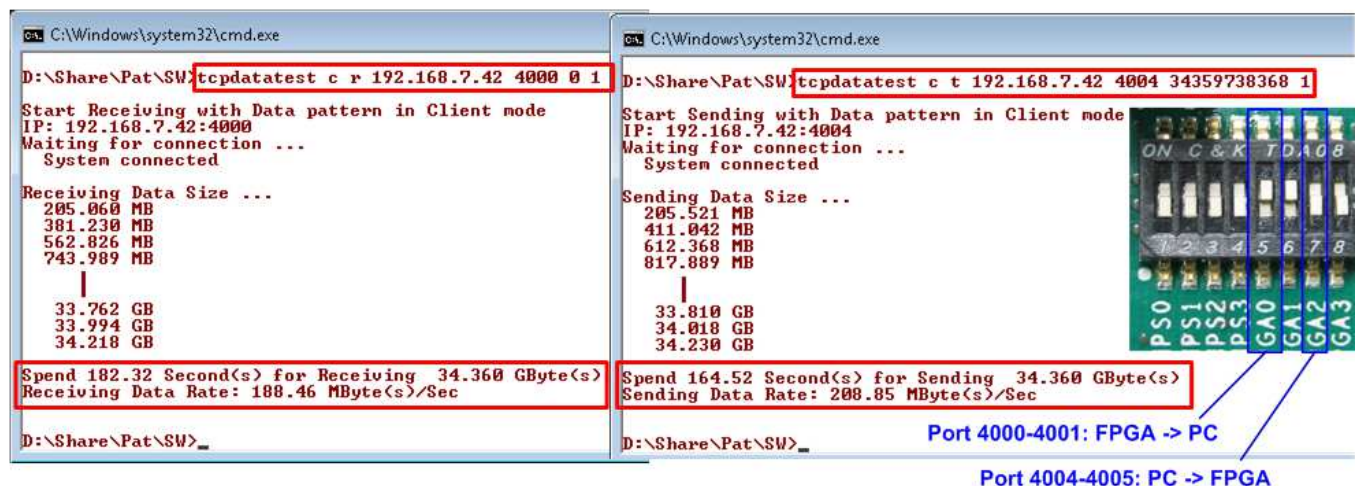 C:\Windows\system32\cmd.exe
D:\Share\Pat\SW>tcpdatatest c r 192.168.7.42 4000 0 1
Start Receiving with Data pattern in Client mode
IP: 192.168.7.42:4000
Waiting for connection ...
System connected
Receiving Data Size ...
205.060 MB
381.230 MB
562.826 MB
743.989 MB
33.762 GB
33.994 GB
34.218 GB
Spend 182.32 Second(s) for Receiving 34.360 GByte(s)
Receiving Data Rate: 188.46 MByte(s)/Sec
D:\Share\Pat\SW>_
C:\Windows\system32\cmd.exe
D:\Share\Pat\SW>tcpdatatest c t 192.168.7.42 4004 34359738368 1
Start Sending with Data pattern in Client mode
IP: 192.168.7.42:4004
Waiting for connection ...
System connected
Sending Data Size ...
205.521 MB
411.042 MB
612.368 MB
817.889 MB
33.810 GB
34.018 GB
34.230 GB
Spend 164.52 Second(s) for Sending 34.360 GByte(s)
Sending Data Rate: 208.85 MByte(s)/Sec
D:\Share\Pat\SW>_
ON C & K TDA08
1 2 3 4 5 6 7 8
PS0
PS1
PS2
PS3
GA0
GA1
GA2
GA3
Port 4000-4001: FPGA -> PC
Port 4004-4005: PC -> FPGA